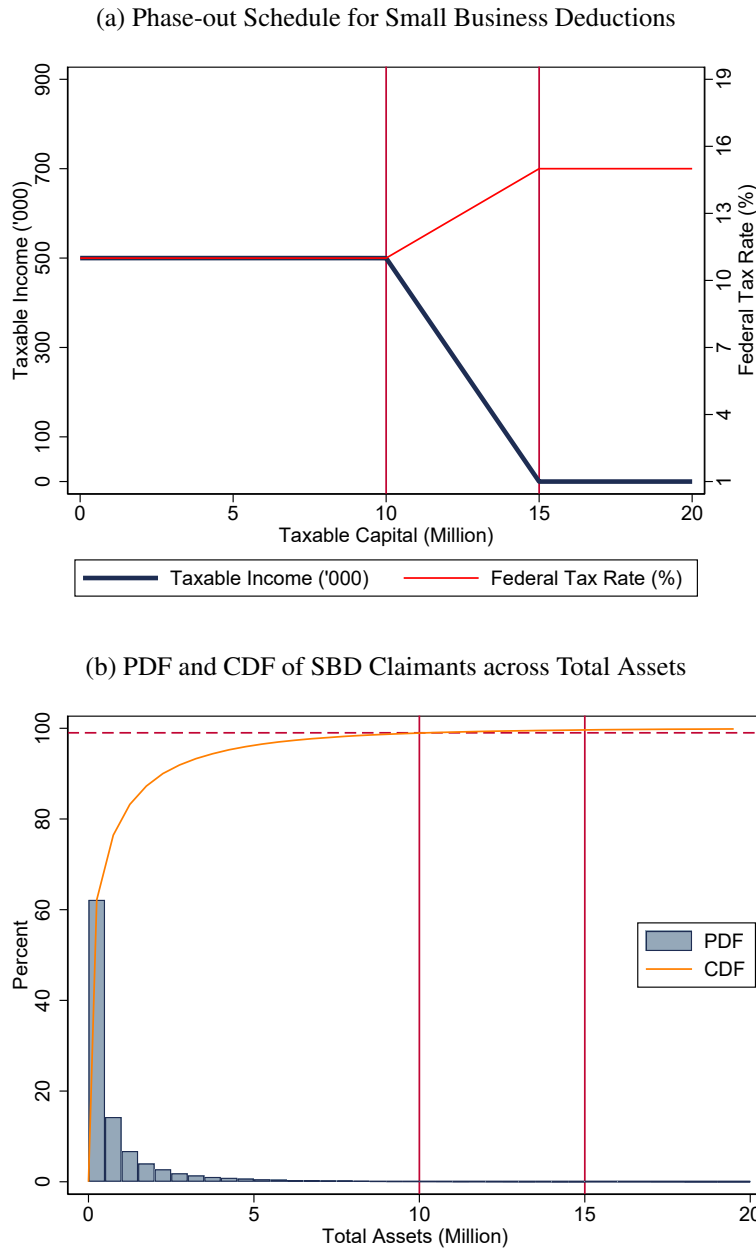 (a) Phase-out Schedule for Small Business Deductions
900
700
500
300
100
0
Taxable Income ('000)
19
16
13
10
7
4
1
Federal Tax Rate (%)
0 5 10 15 20
Taxable Capital (Million)
Taxable Income ('000) Federal Tax Rate (%)
(b) PDF and CDF of SBD Claimants across Total Assets
100
80
60
40
20
0
Percent
PDF
CDF
0 5 10 15 20
Total Assets (Million)